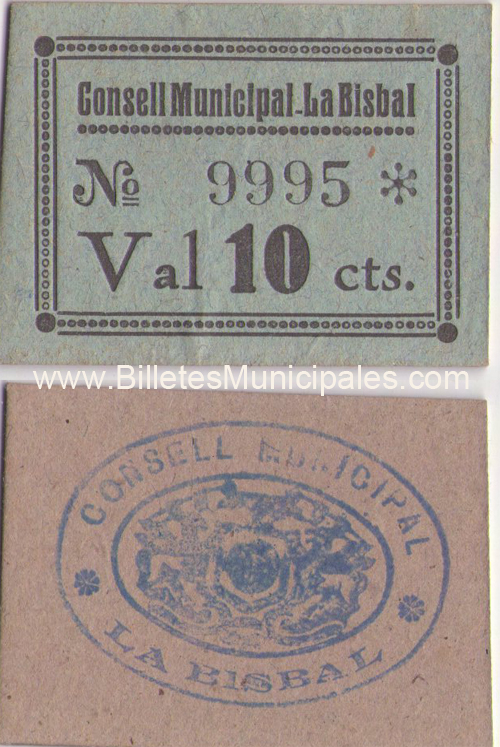 Consell Municipal-La Bisbal
Nº 9995 *
Val 10 cts.
www.BilletesMunicipales.com
CONSELL MUNICIPAL
LA BISBAL